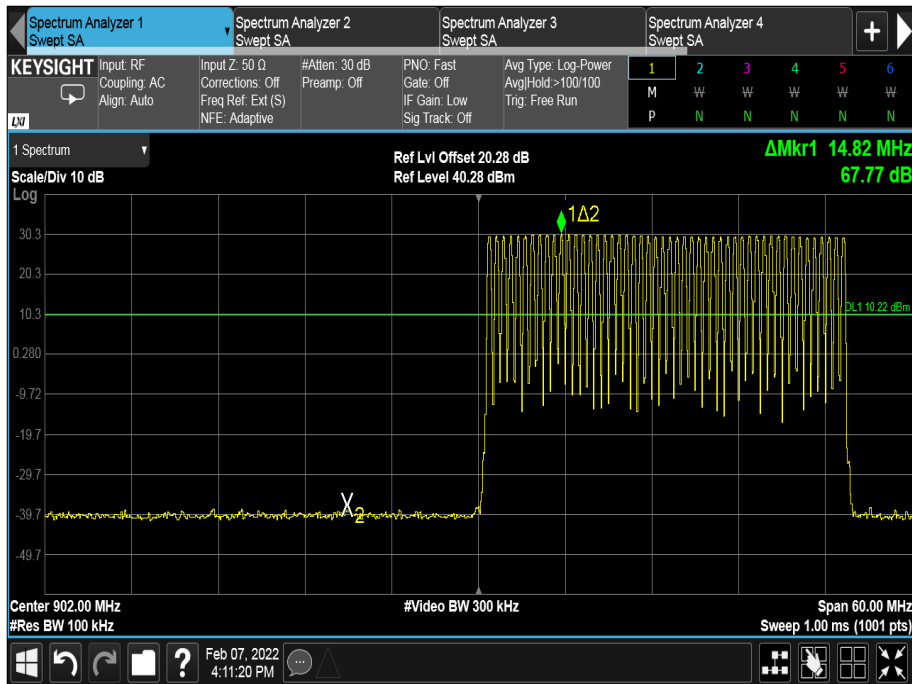 Spectrum Analyzer 1
Swept SA
Spectrum Analyzer 2
Swept SA
Spectrum Analyzer 3
Swept SA
Spectrum Analyzer 4
Swept SA
KEYSIGHT
LXI
Input: RF
Coupling: AC
Align: Auto
Input Z: 50 Ω
Corrections: Off
Freq Ref: Ext (S)
NFE: Adaptive
#Atten: 30 dB
Preamp: Off
PNO: Fast
Gate: Off
IF Gain: Low
Sig Track: Off
Avg Type: Log-Power
Avg|Hold:>100/100
Trig: Free Run
1 2 3 4 5 6
M W W W W W
P N N N N N
1 Spectrum
Scale/Div 10 dB
Log
Ref Lvl Offset 20.28 dB
Ref Level 40.28 dBm
ΔMkr1 14.82 MHz
67.77 dB
1Δ2
30.3
20.3
10.3
DL1 10.22 dBm
0.280
-9.72
-19.7
-29.7
-39.7
X2
-49.7
Center 902.00 MHz
#Video BW 300 kHz
Span 60.00 MHz
#Res BW 100 kHz
Sweep 1.00 ms (1001 pts)
?
Feb 07, 2022
4:11:20 PM